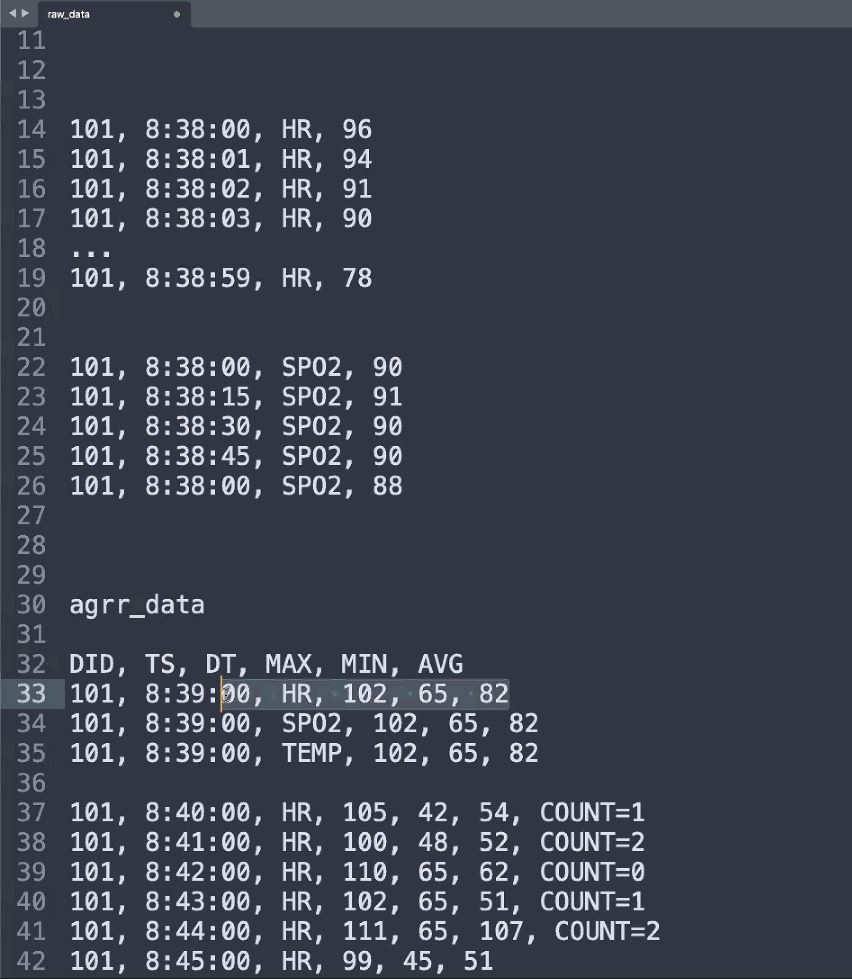 raw_data
11
12
13
14 101, 8:38:00, HR, 96
15 101, 8:38:01, HR, 94
16 101, 8:38:02, HR, 91
17 101, 8:38:03, HR, 90
18 ...
19 101, 8:38:59, HR, 78
20
21
22 101, 8:38:00, SPO2, 90
23 101, 8:38:15, SPO2, 91
24 101, 8:38:30, SPO2, 90
25 101, 8:38:45, SPO2, 90
26 101, 8:38:00, SPO2, 88
27
28
29
30 agrr_data
31
32 DID, TS, DT, MAX, MIN, AVG
33 101, 8:39:00, HR, 102, 65, 82
34 101, 8:39:00, SPO2, 102, 65, 82
35 101, 8:39:00, TEMP, 102, 65, 82
36
37 101, 8:40:00, HR, 105, 42, 54, COUNT=1
38 101, 8:41:00, HR, 100, 48, 52, COUNT=2
39 101, 8:42:00, HR, 110, 65, 62, COUNT=0
40 101, 8:43:00, HR, 102, 65, 51, COUNT=1
41 101, 8:44:00, HR, 111, 65, 107, COUNT=2
42 101, 8:45:00, HR, 99, 45, 51